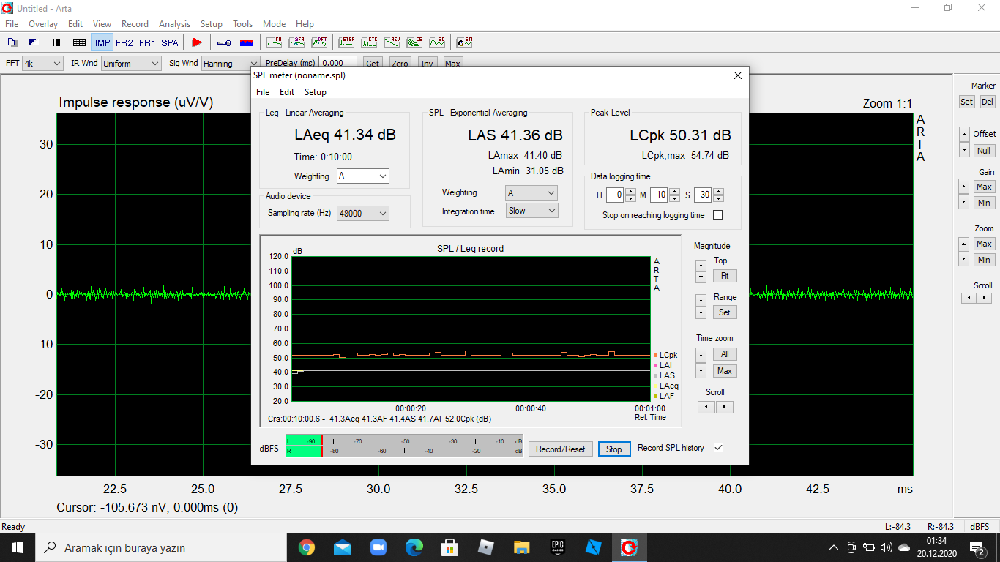 Untitled - Arta
File Overlay Edit View Record Analysis Setup Tools Mode Help
IMP FR2 FR1 SPA FR 2FR DFT STEP ETC REV CS BD STI
FFT 4k IR Wnd Uniform Sig Wnd Hanning PreDelay (ms) 0.000 Get Zero Inv Max
SPL meter (noname.spl)
File Edit Setup
Leq - Linear Averaging
LAeq 41.34 dB
Time: 0:10:00
Weighting A
Audio device
Sampling rate (Hz) 48000
SPL - Exponential Averaging
LAS 41.36 dB
LAmax 41.40 dB
LAmin 31.05 dB
Weighting A
Integration time Slow
Peak Level
LCpk 50.31 dB
LCpk,max 54.74 dB
Data logging time
H 0 M 10 S 30
Stop on reaching logging time
SPL / Leq record
dB
120.0
110.0
100.0
90.0
80.0
70.0
60.0
50.0
40.0
30.0
20.0
A
R
T
A
LCpk
LAI
LAS
LAeq
LAF
00:00:20 00:00:40 00:01:00
Rel. Time
Crs:00:10:00.6 - 41.3Aeq 41.3AF 41.4AS 41.7AI 52.0Cpk (dB)
Magnitude
Top
Fit
Range
Set
Time zoom
All
Max
Scroll
dBFS
L -90 -70 -50 -30 -10 dB
R -80 -60 -40 -20 dB
Record/Reset Stop Record SPL history
Impulse response (uV/V)
Zoom 1:1
A
R
T
A
30
20
10
0
-10
-20
-30
22.5 25.0 27.5 30.0 32.5 35.0 37.5 40.0 42.5 ms
Cursor: -105.673 nV, 0.000ms (0)
Marker
Set Del
Offset
Null
Gain
Max
Min
Zoom
Max
Min
Scroll
Ready
L:-84.3 R:-84.3 dBFS
Aramak için buraya yazın
EPIC
GAMES
01:34
20.12.2020
2